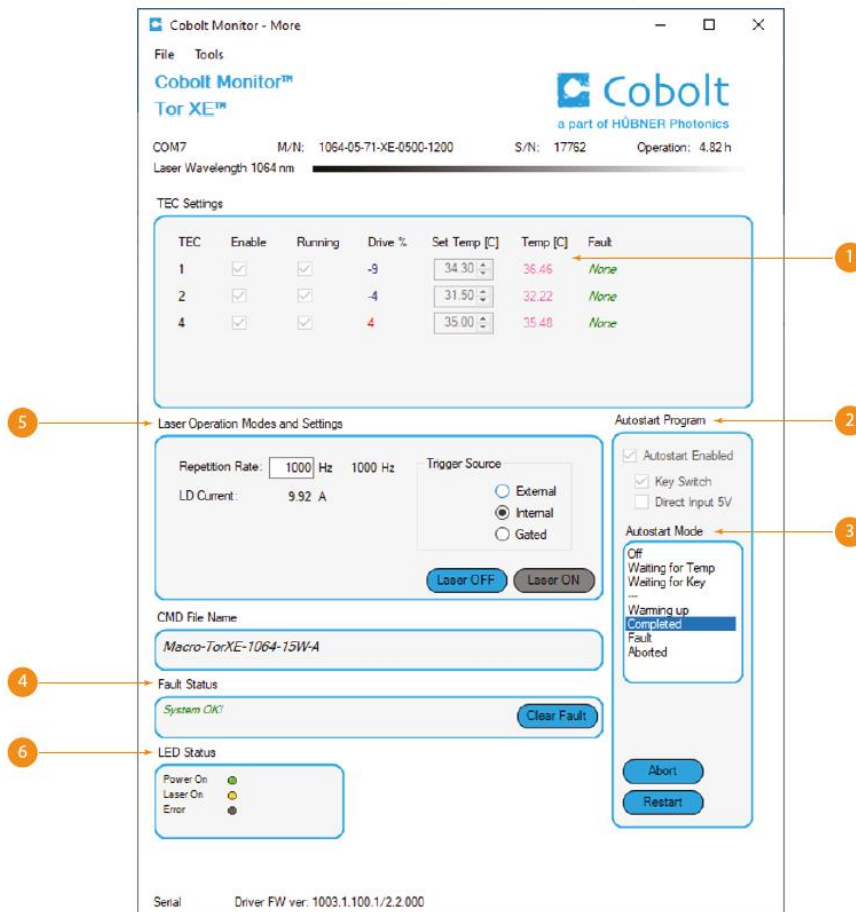 Cobolt Monitor - More
File Tools
Cobolt Monitor™
Tor XE™
Cobolt
a part of HÜBNER Photonics
COM7 M/N: 1064-05-71-XE-0500-1200 S/N: 17762 Operation: 4.82 h
Laser Wavelength 1064 nm
TEC Settings
TEC Enable Running Drive % Set Temp [C] Temp [C] Fault
1 -9 34.30 36.46 None
2 -4 31.50 32.22 None
4 4 35.00 35.48 None
1
5
Laser Operation Modes and Settings
Repetition Rate: 1000 Hz 1000 Hz
LD Current: 9.92 A
Trigger Source
External
Internal
Gated
Laser OFF Laser ON
CMD File Name
Macro-TorXE-1064-15W-A
4
Fault Status
System OK!
Clear Fault
6
LED Status
Power On
Laser On
Error
Autostart Program
2
Autostart Enabled
Key Switch
Direct Input 5V
Autostart Mode
3
Off
Waiting for Temp
Waiting for Key
---
Warming up
Completed
Fault
Aborted
Abort
Restart
Serial Driver FW ver: 1003.1.100.1/2.2.000